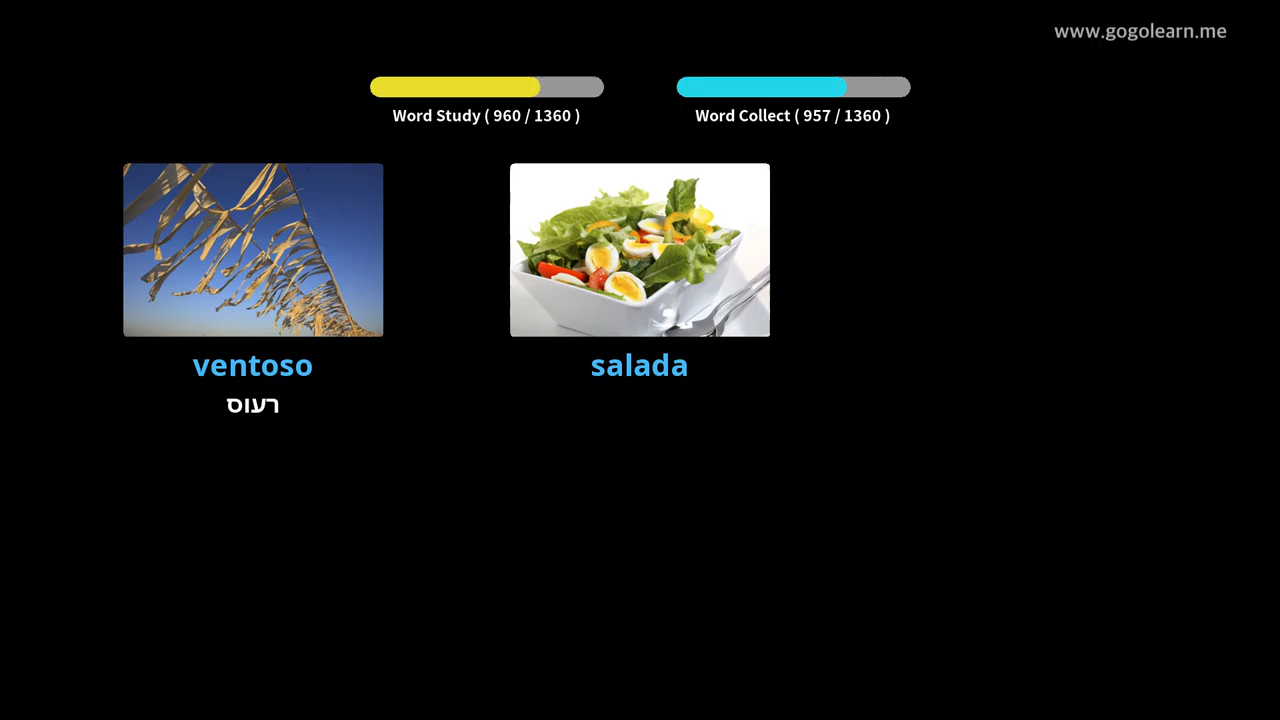 www.gogolearn.me
Word Study ( 960 / 1360 )
Word Collect ( 957 / 1360 )
ventoso
רעוס
salada